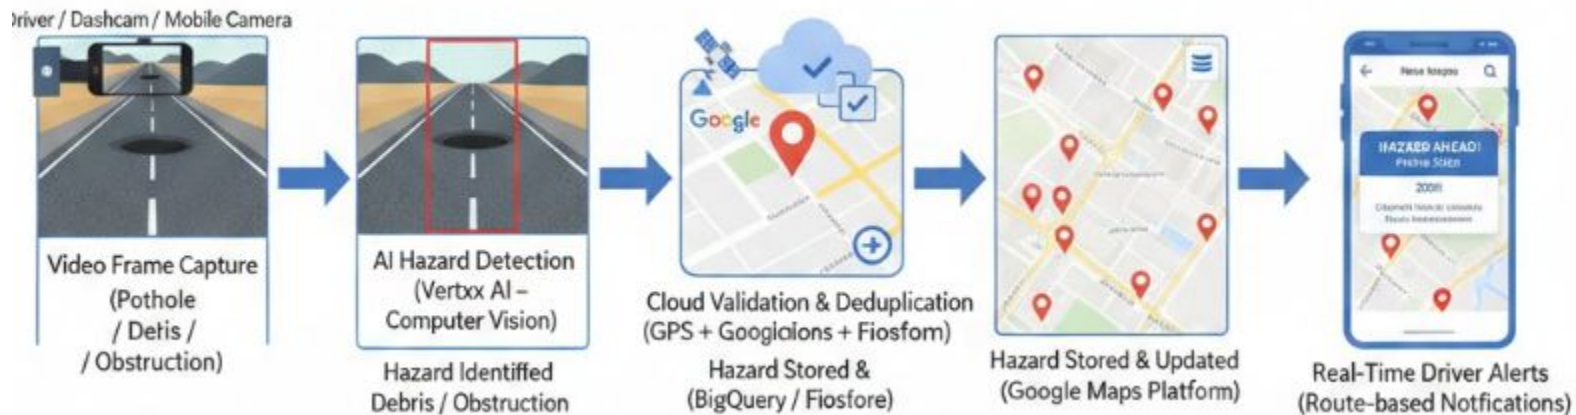 Driver / Dashcam / Mobile Camera
Video Frame Capture
(Pothole
/ Detis /
/ Obstruction)
AI Hazard Detection
(Vertxx AI –
Computer Vision)
Hazard Identiffed
Debris / Obstruction
Google
Cloud Validation & Deduplication
(GPS + Googicions + Fiosfom)
Hazard Stored &
(BigQuery / Fiosfore)
Hazard Stored & Updated
(Google Maps Platform)
HAZARD AHEAD!
Real-Time Driver Alerts
(Route-based Notfications)